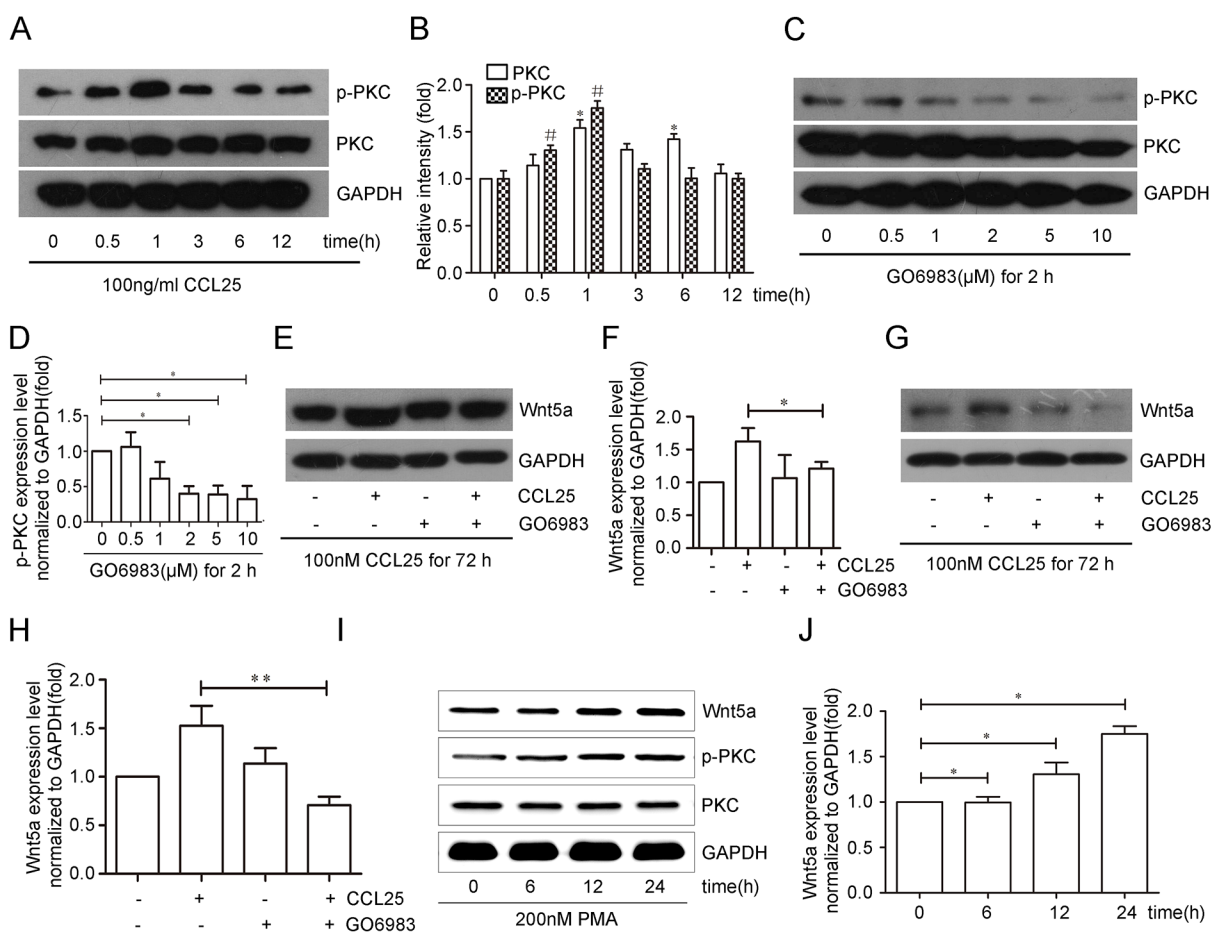 A
p-PKC
PKC
GAPDH
0 0.5 1 3 6 12 time(h)
100ng/ml CCL25
B
PKC
p-PKC
Relative intensity (fold)
2.0
1.5
1.0
0.5
0.0
# * # *
0 0.5 1 3 6 12 time(h)
C
p-PKC
PKC
GAPDH
0 0.5 1 2 5 10
GO6983(μM) for 2 h
D
p-PKC expression level
normalized to GAPDH(fold)
*
*
*
1.5
1.0
0.5
0.0
0 0.5 1 2 5 10
GO6983(μM) for 2 h
E
Wnt5a
GAPDH
- + - + CCL25
- - + + GO6983
100nM CCL25 for 72 h
F
Wnt5a expression level
normalized to GAPDH(fold)
*
2.0
1.5
1.0
0.5
0.0
- + - + CCL25
- - + + GO6983
G
Wnt5a
GAPDH
- + - + CCL25
- - + + GO6983
100nM CCL25 for 72 h
H
Wnt5a expression level
normalized to GAPDH(fold)
**
2.0
1.5
1.0
0.5
0.0
- + - + CCL25
- - + + GO6983
I
Wnt5a
p-PKC
PKC
GAPDH
0 6 12 24 time(h)
200nM PMA
J
Wnt5a expression level
normalized to GAPDH(fold)
*
*
*
2.0
1.5
1.0
0.5
0.0
0 6 12 24 time(h)